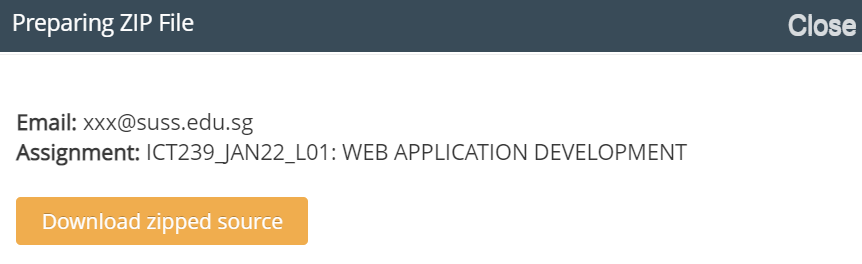 Preparing ZIP File
Close
Email: xxx@suss.edu.sg
Assignment: ICT239_JAN22_L01: WEB APPLICATION DEVELOPMENT
Download zipped source